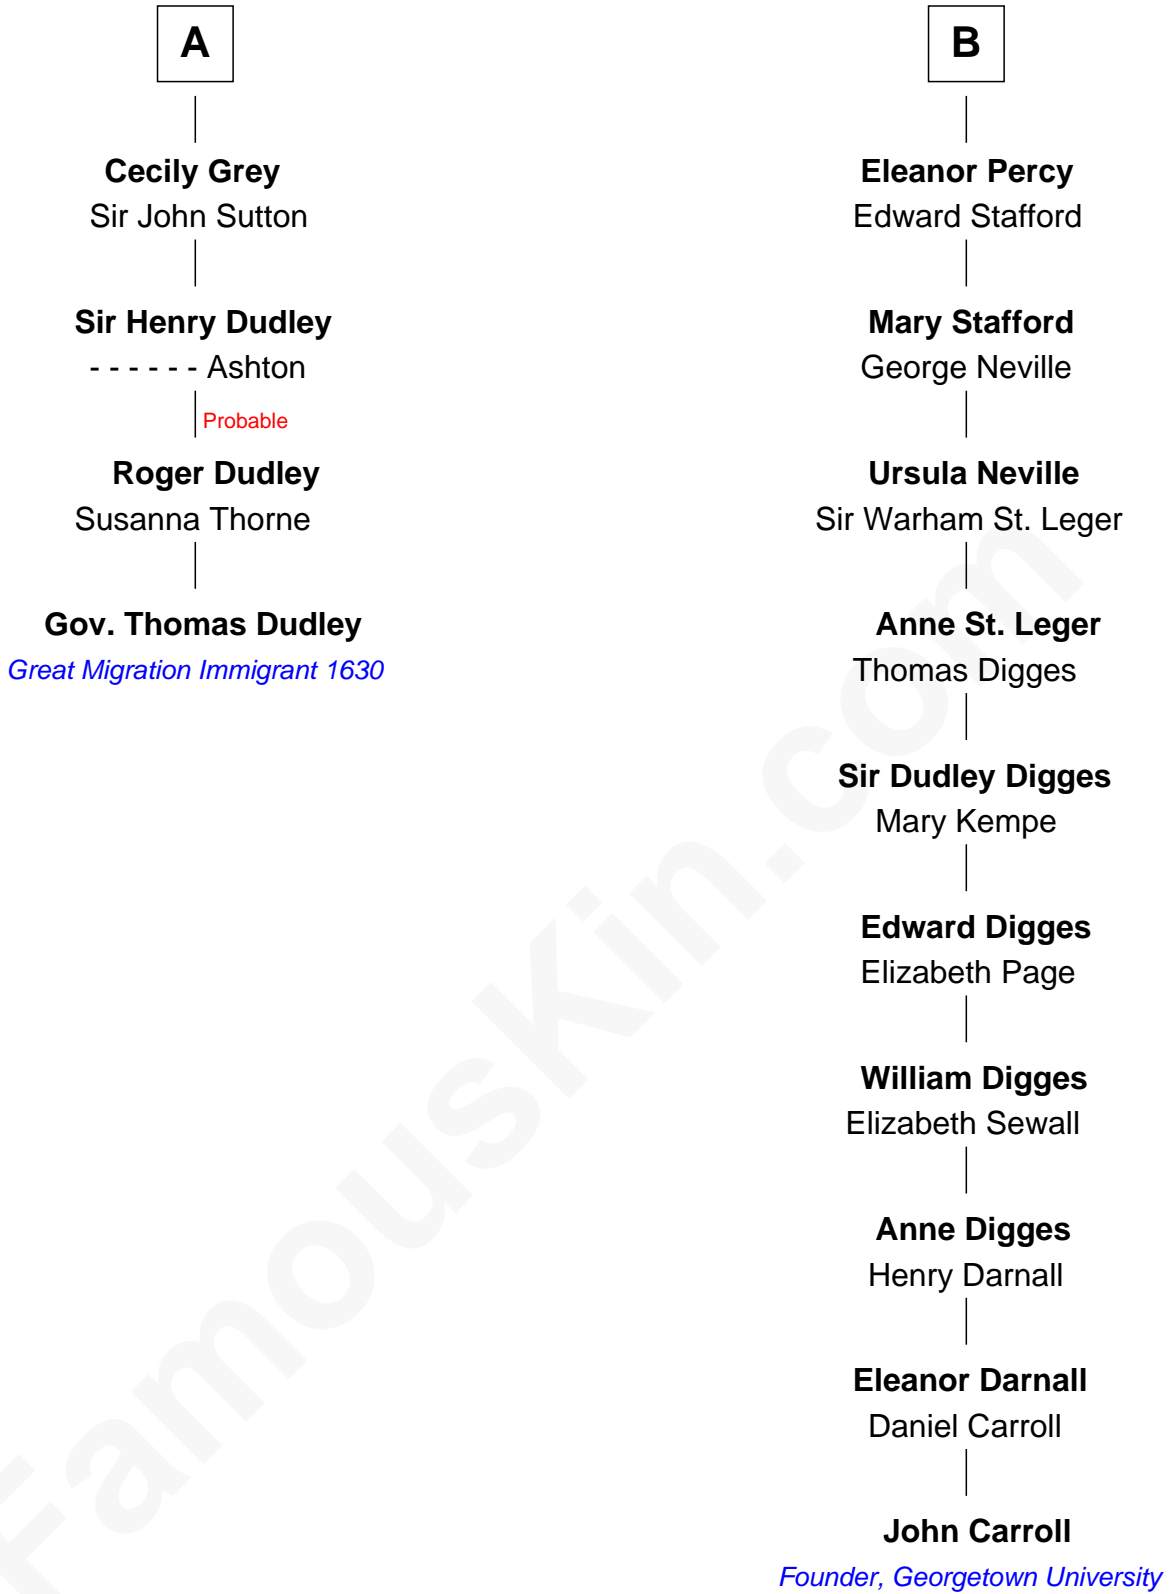 A
Cecily Grey
Sir John Sutton
Sir Henry Dudley
- - - - - - Ashton
Probable
Roger Dudley
Susanna Thorne
Gov. Thomas Dudley
Great Migration Immigrant 1630
B
Eleanor Percy
Edward Stafford
Mary Stafford
George Neville
Ursula Neville
Sir Warham St. Leger
Anne St. Leger
Thomas Digges
Sir Dudley Digges
Mary Kempe
Edward Digges
Elizabeth Page
William Digges
Elizabeth Sewall
Anne Digges
Henry Darnall
Eleanor Darnall
Daniel Carroll
John Carroll
Founder, Georgetown University
FamousKin.com